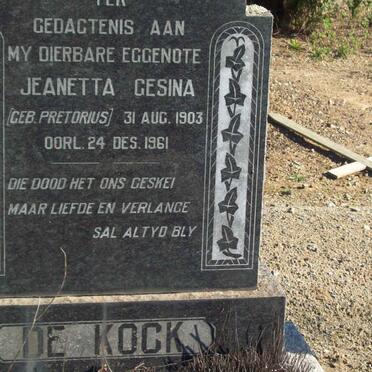 TER
GEDAGTENIS AAN
MY DIERBARE EGGENOTE
JEANETTA GESINA
[GEB. PRETORIUS] 31 AUG. 1903
OORL. 24 DES. 1961
DIE DOOD HET ONS GESKEI
MAAR LIEFDE EN VERLANGE
SAL ALTYD BLY
DE KOCK